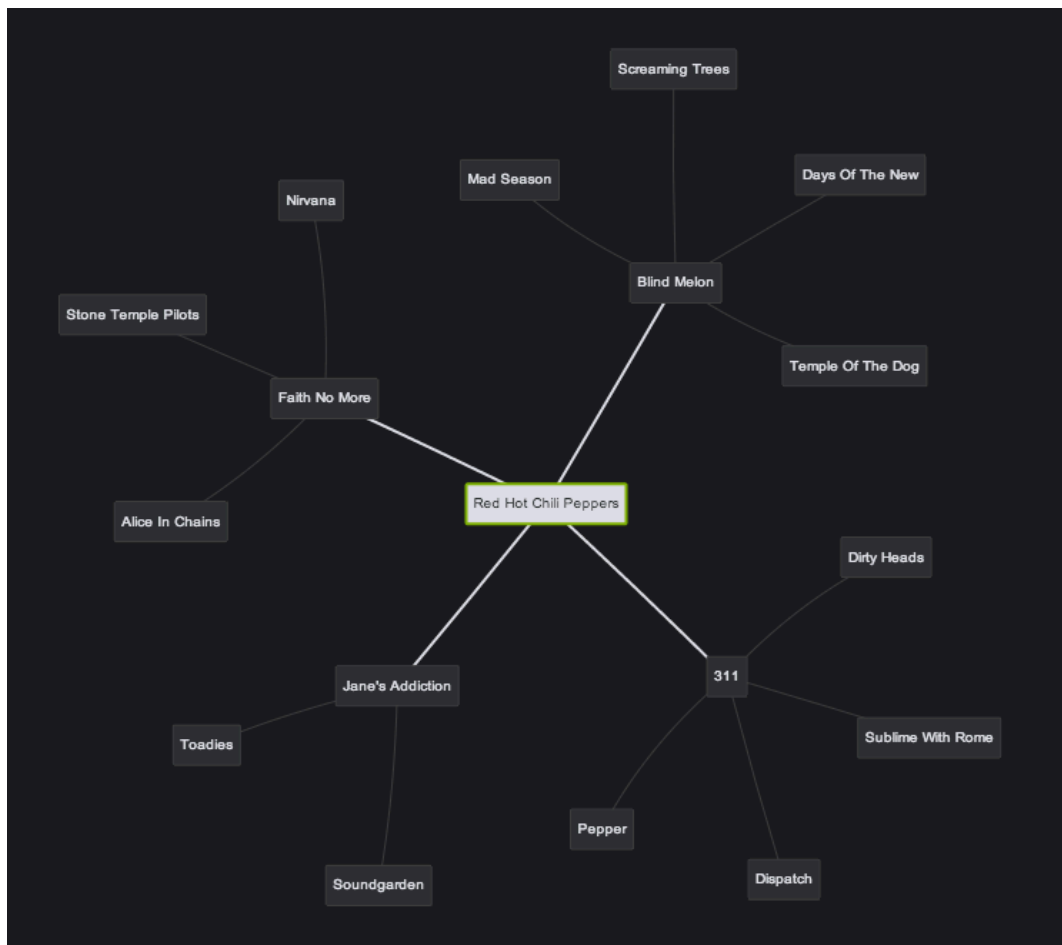 Screaming Trees
Mad Season
Days Of The New
Nirvana
Blind Melon
Stone Temple Pilots
Temple Of The Dog
Faith No More
Red Hot Chili Peppers
Alice In Chains
Dirty Heads
311
Jane's Addiction
Sublime With Rome
Toadies
Pepper
Dispatch
Soundgarden